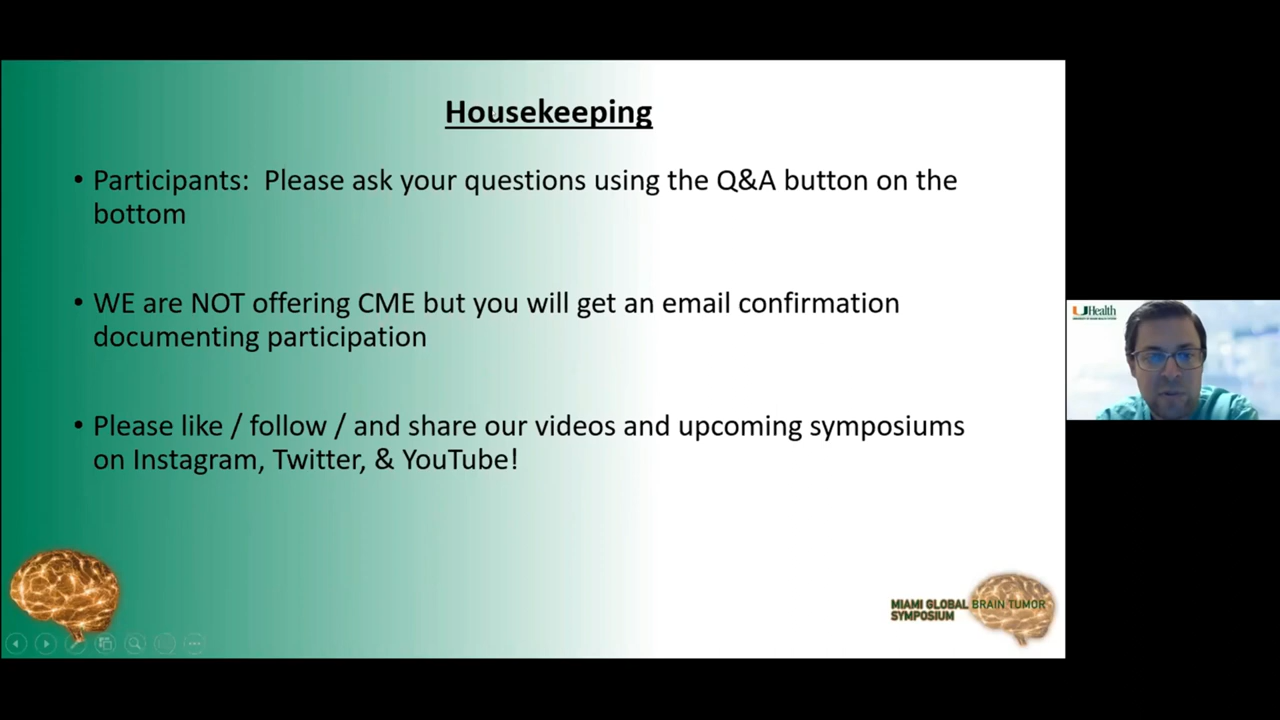 Housekeeping
• Participants:  Please ask your questions using the Q&A button on the
bottom
• WE are NOT offering CME but you will get an email confirmation
documenting participation
• Please like / follow / and share our videos and upcoming symposiums
on Instagram, Twitter, & YouTube!
MIAMI GLOBAL BRAIN TUMOR
SYMPOSIUM
UHealth